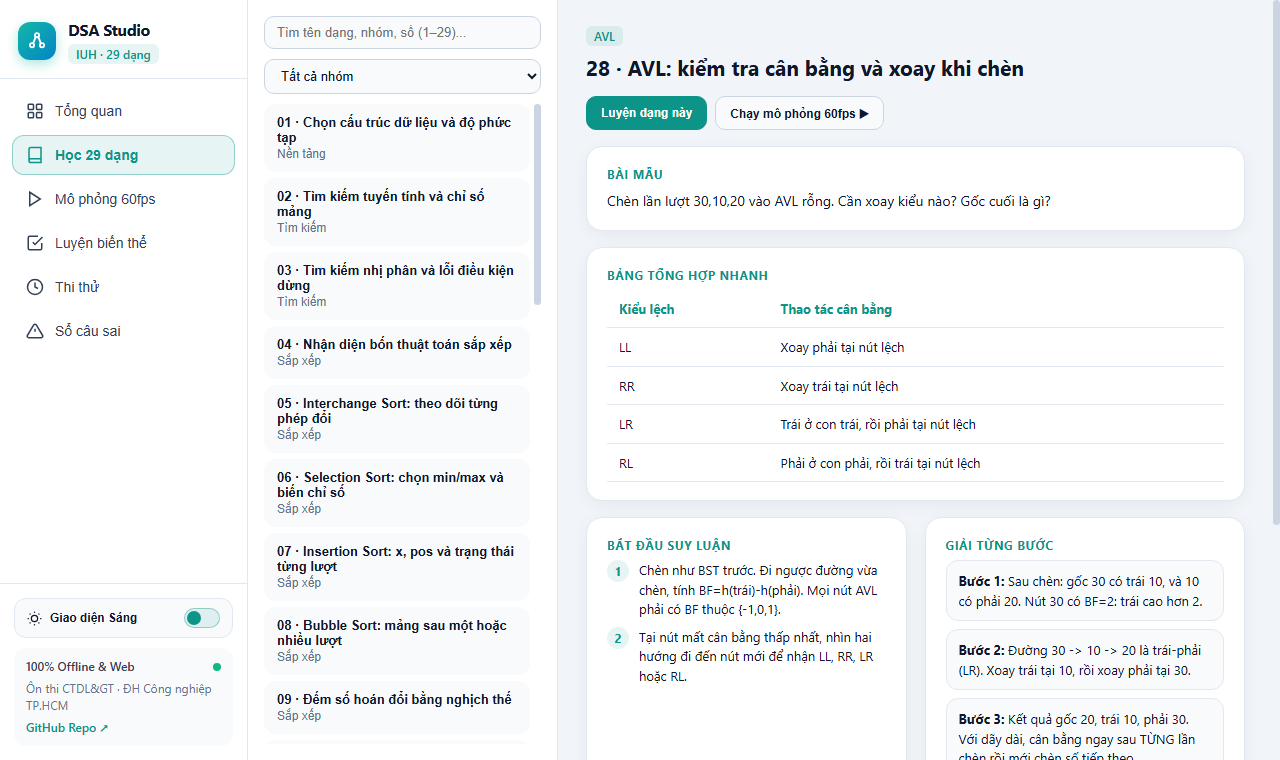 DSA Studio
IUH · 29 dạng
Tổng quan
Học 29 dạng
Mô phỏng 60fps
Luyện biến thể
Thi thử
Sổ câu sai
Giao diện Sáng
100% Offline & Web
Ôn thi CTDL&GT · ĐH Công nghiệp
TP.HCM
GitHub Repo ↗
Tìm tên dạng, nhóm, số (1–29)...
Tất cả nhóm
01 · Chọn cấu trúc dữ liệu và độ phức
tạp
Nền tảng
02 · Tìm kiếm tuyến tính và chỉ số
mảng
Tìm kiếm
03 · Tìm kiếm nhị phân và lỗi điều kiện
dừng
Tìm kiếm
04 · Nhận diện bốn thuật toán sắp xếp
Sắp xếp
05 · Interchange Sort: theo dõi từng
phép đổi
Sắp xếp
06 · Selection Sort: chọn min/max và
biến chỉ số
Sắp xếp
07 · Insertion Sort: x, pos và trạng thái
từng lượt
Sắp xếp
08 · Bubble Sort: mảng sau một hoặc
nhiều lượt
Sắp xếp
09 · Đếm số hoán đổi bằng nghịch thế
Sắp xếp
AVL
28 · AVL: kiểm tra cân bằng và xoay khi chèn
Luyện dạng này
Chạy mô phỏng 60fps ▶
BÀI MẪU
Chèn lần lượt 30,10,20 vào AVL rỗng. Cần xoay kiểu nào? Gốc cuối là gì?
BẢNG TỔNG HỢP NHANH
Kiểu lệch Thao tác cân bằng
LL Xoay phải tại nút lệch
RR Xoay trái tại nút lệch
LR Trái ở con trái, rồi phải tại nút lệch
RL Phải ở con phải, rồi trái tại nút lệch
BẮT ĐẦU SUY LUẬN
1 Chèn như BST trước. Đi ngược đường vừa
chèn, tính BF=h(trái)-h(phải). Mọi nút AVL
phải có BF thuộc {-1,0,1}.
2 Tại nút mất cân bằng thấp nhất, nhìn hai
hướng đi đến nút mới để nhận LL, RR, LR
hoặc RL.
GIẢI TỪNG BƯỚC
Bước 1: Sau chèn: gốc 30 có trái 10, và 10
có phải 20. Nút 30 có BF=2: trái cao hơn 2.
Bước 2: Đường 30 -> 10 -> 20 là trái-phải
(LR). Xoay trái tại 10, rồi xoay phải tại 30.
Bước 3: Kết quả gốc 20, trái 10, phải 30.
Với dãy dài, cân bằng ngay sau TỪNG lần
chèn rồi mới chèn số tiếp theo.